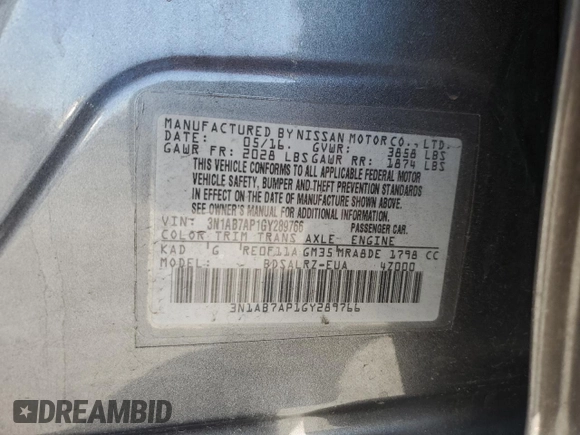 MANUFACTURED BY NISSAN MOTOR CO., LTD.
DATE: 05/16. GVWR: 3858 LBS
GAWR FR: 2028 LBS GAWR RR: 1874 LBS
THIS VEHICLE CONFORMS TO ALL APPLICABLE FEDERAL MOTOR
VEHICLE SAFETY, BUMPER AND THEFT PREVENTION STANDARDS
IN EFFECT ON THE DATE OF MANUFACTURE SHOWN ABOVE.
SEE OWNER'S MANUAL FOR ADDITIONAL INFORMATION.
VIN: 3N1AB7AP1GY289766 PASSENGER CAR.
COLOR TRIM TRANS AXLE ENGINE
KAD G RE0F11A GM35 MRA8DE 1798 CC
MODEL: BDSALRZ-EUA 4Z000
3N1AB7AP1GY289766
DREAMBID